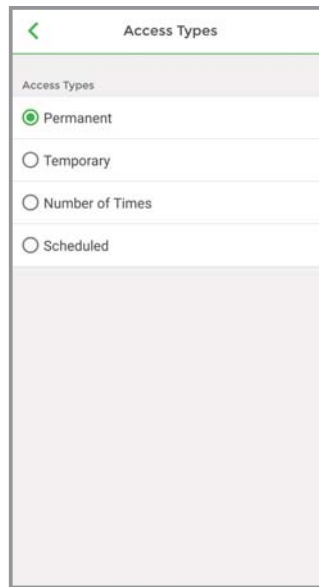 Access Types
Access Types
Permanent
Temporary
Number of Times
Scheduled